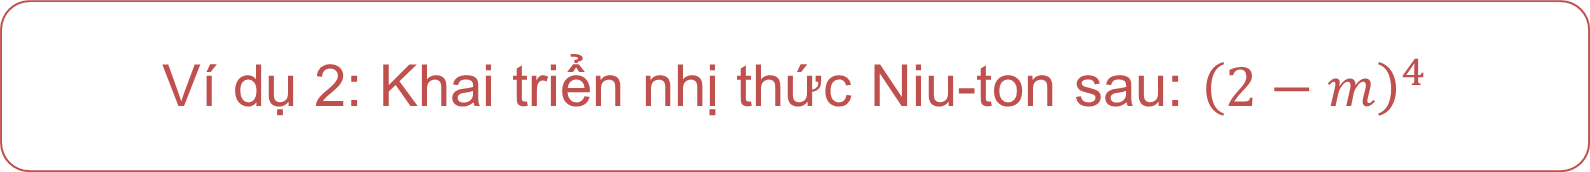 Ví dụ 2: Khai triển nhị thức Niu-ton sau: $(2 - m)^4$